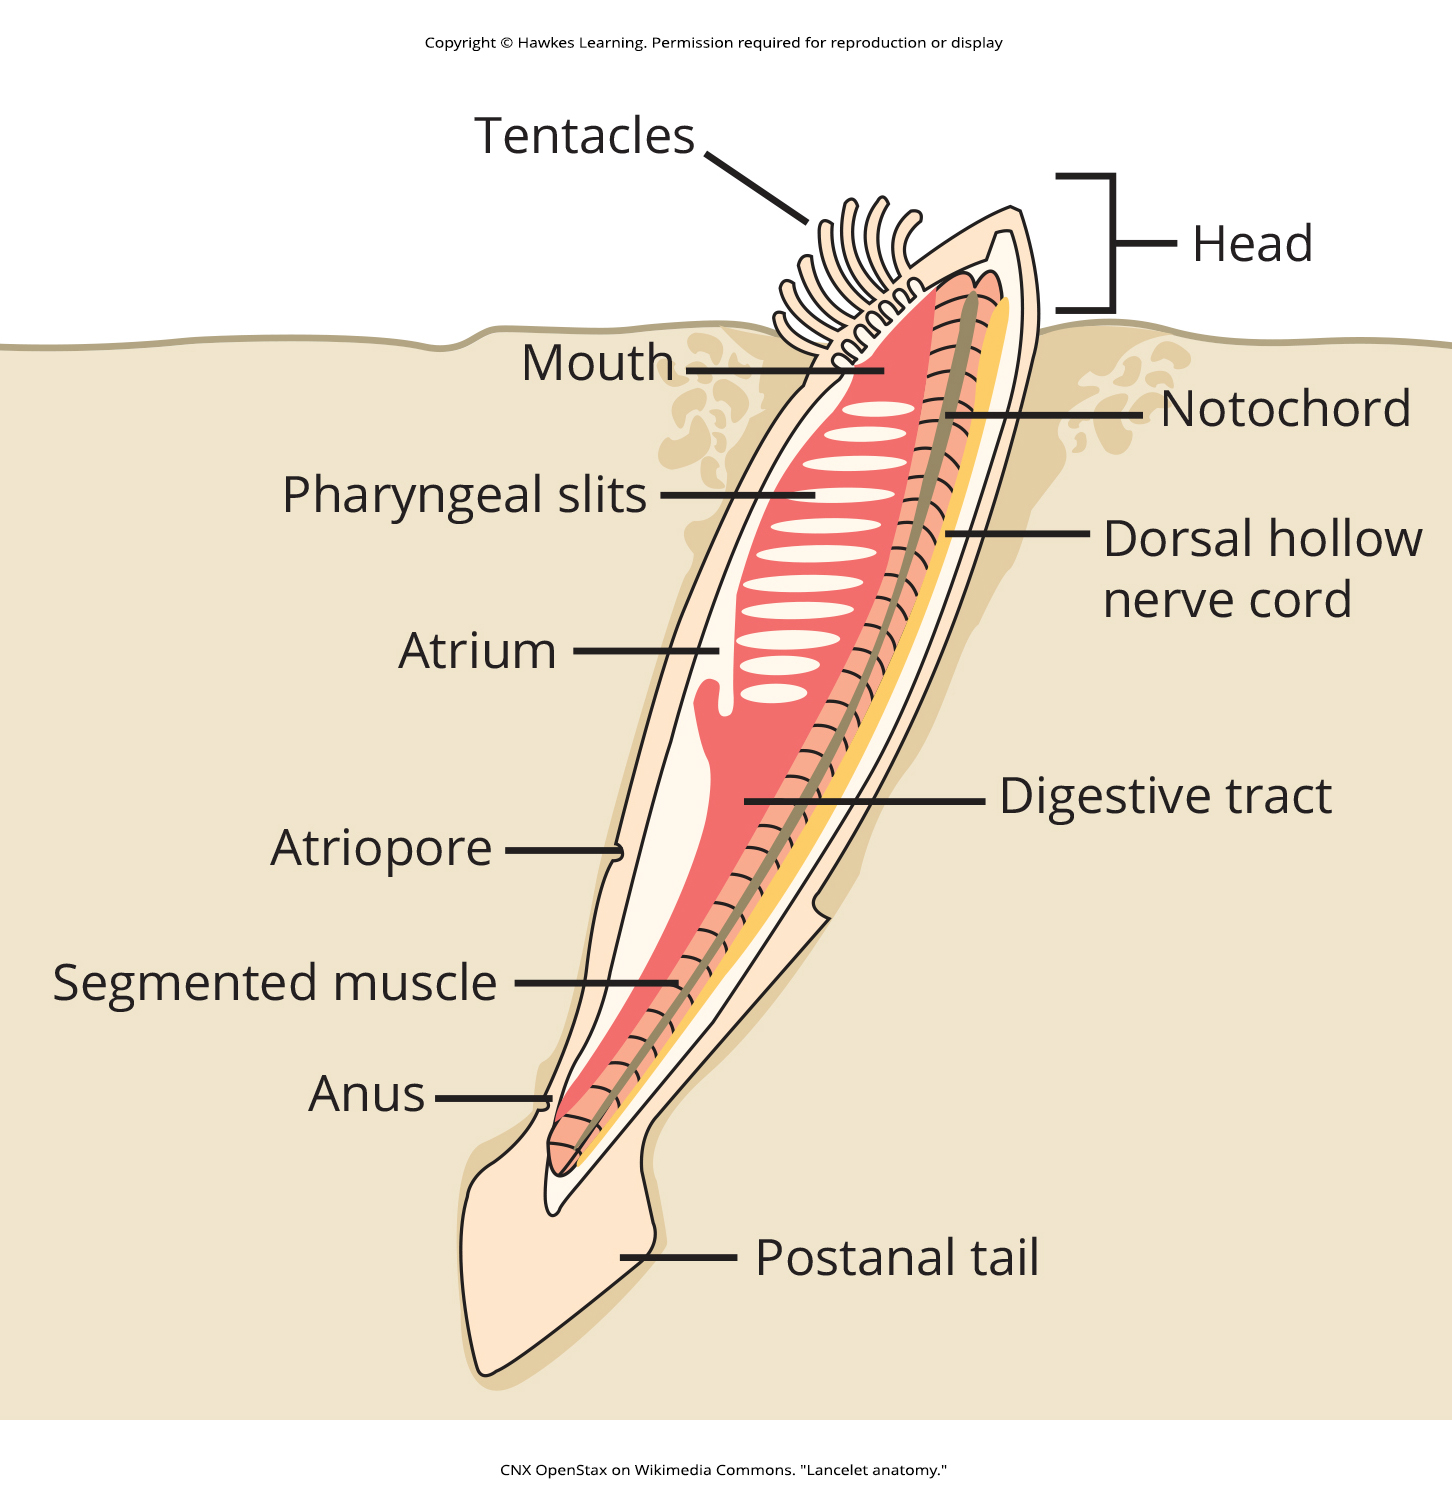 Copyright © Hawkes Learning. Permission required for reproduction or display
Tentacles
Head
Mouth
Notochord
Pharyngeal slits
Dorsal hollow
nerve cord
Atrium
Digestive tract
Atriopore
Segmented muscle
Anus
Postanal tail
CNX OpenStax on Wikimedia Commons. "Lancelet anatomy."